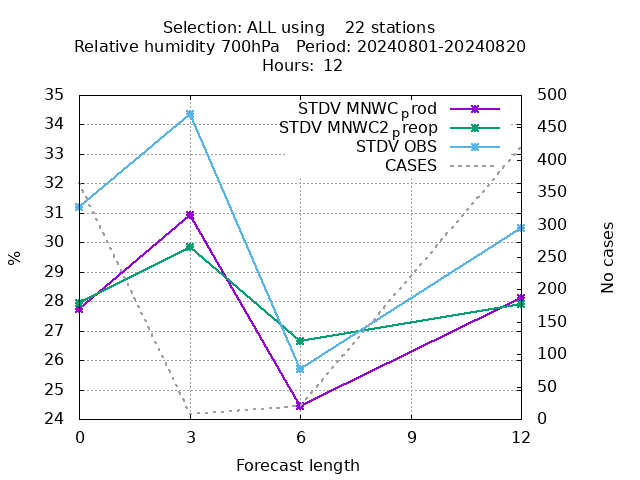 Selection: ALL using    22 stations
Relative humidity 700hPa   Period: 20240801-20240820
Hours: 12
STDV MNWC_prod
STDV MNWC2_preop
STDV OBS
CASES
35
34
33
32
31
30
29
28
27
26
25
24
%
500
450
400
350
300
250
200
150
100
50
0
No cases
0 3 6 9 12
Forecast length